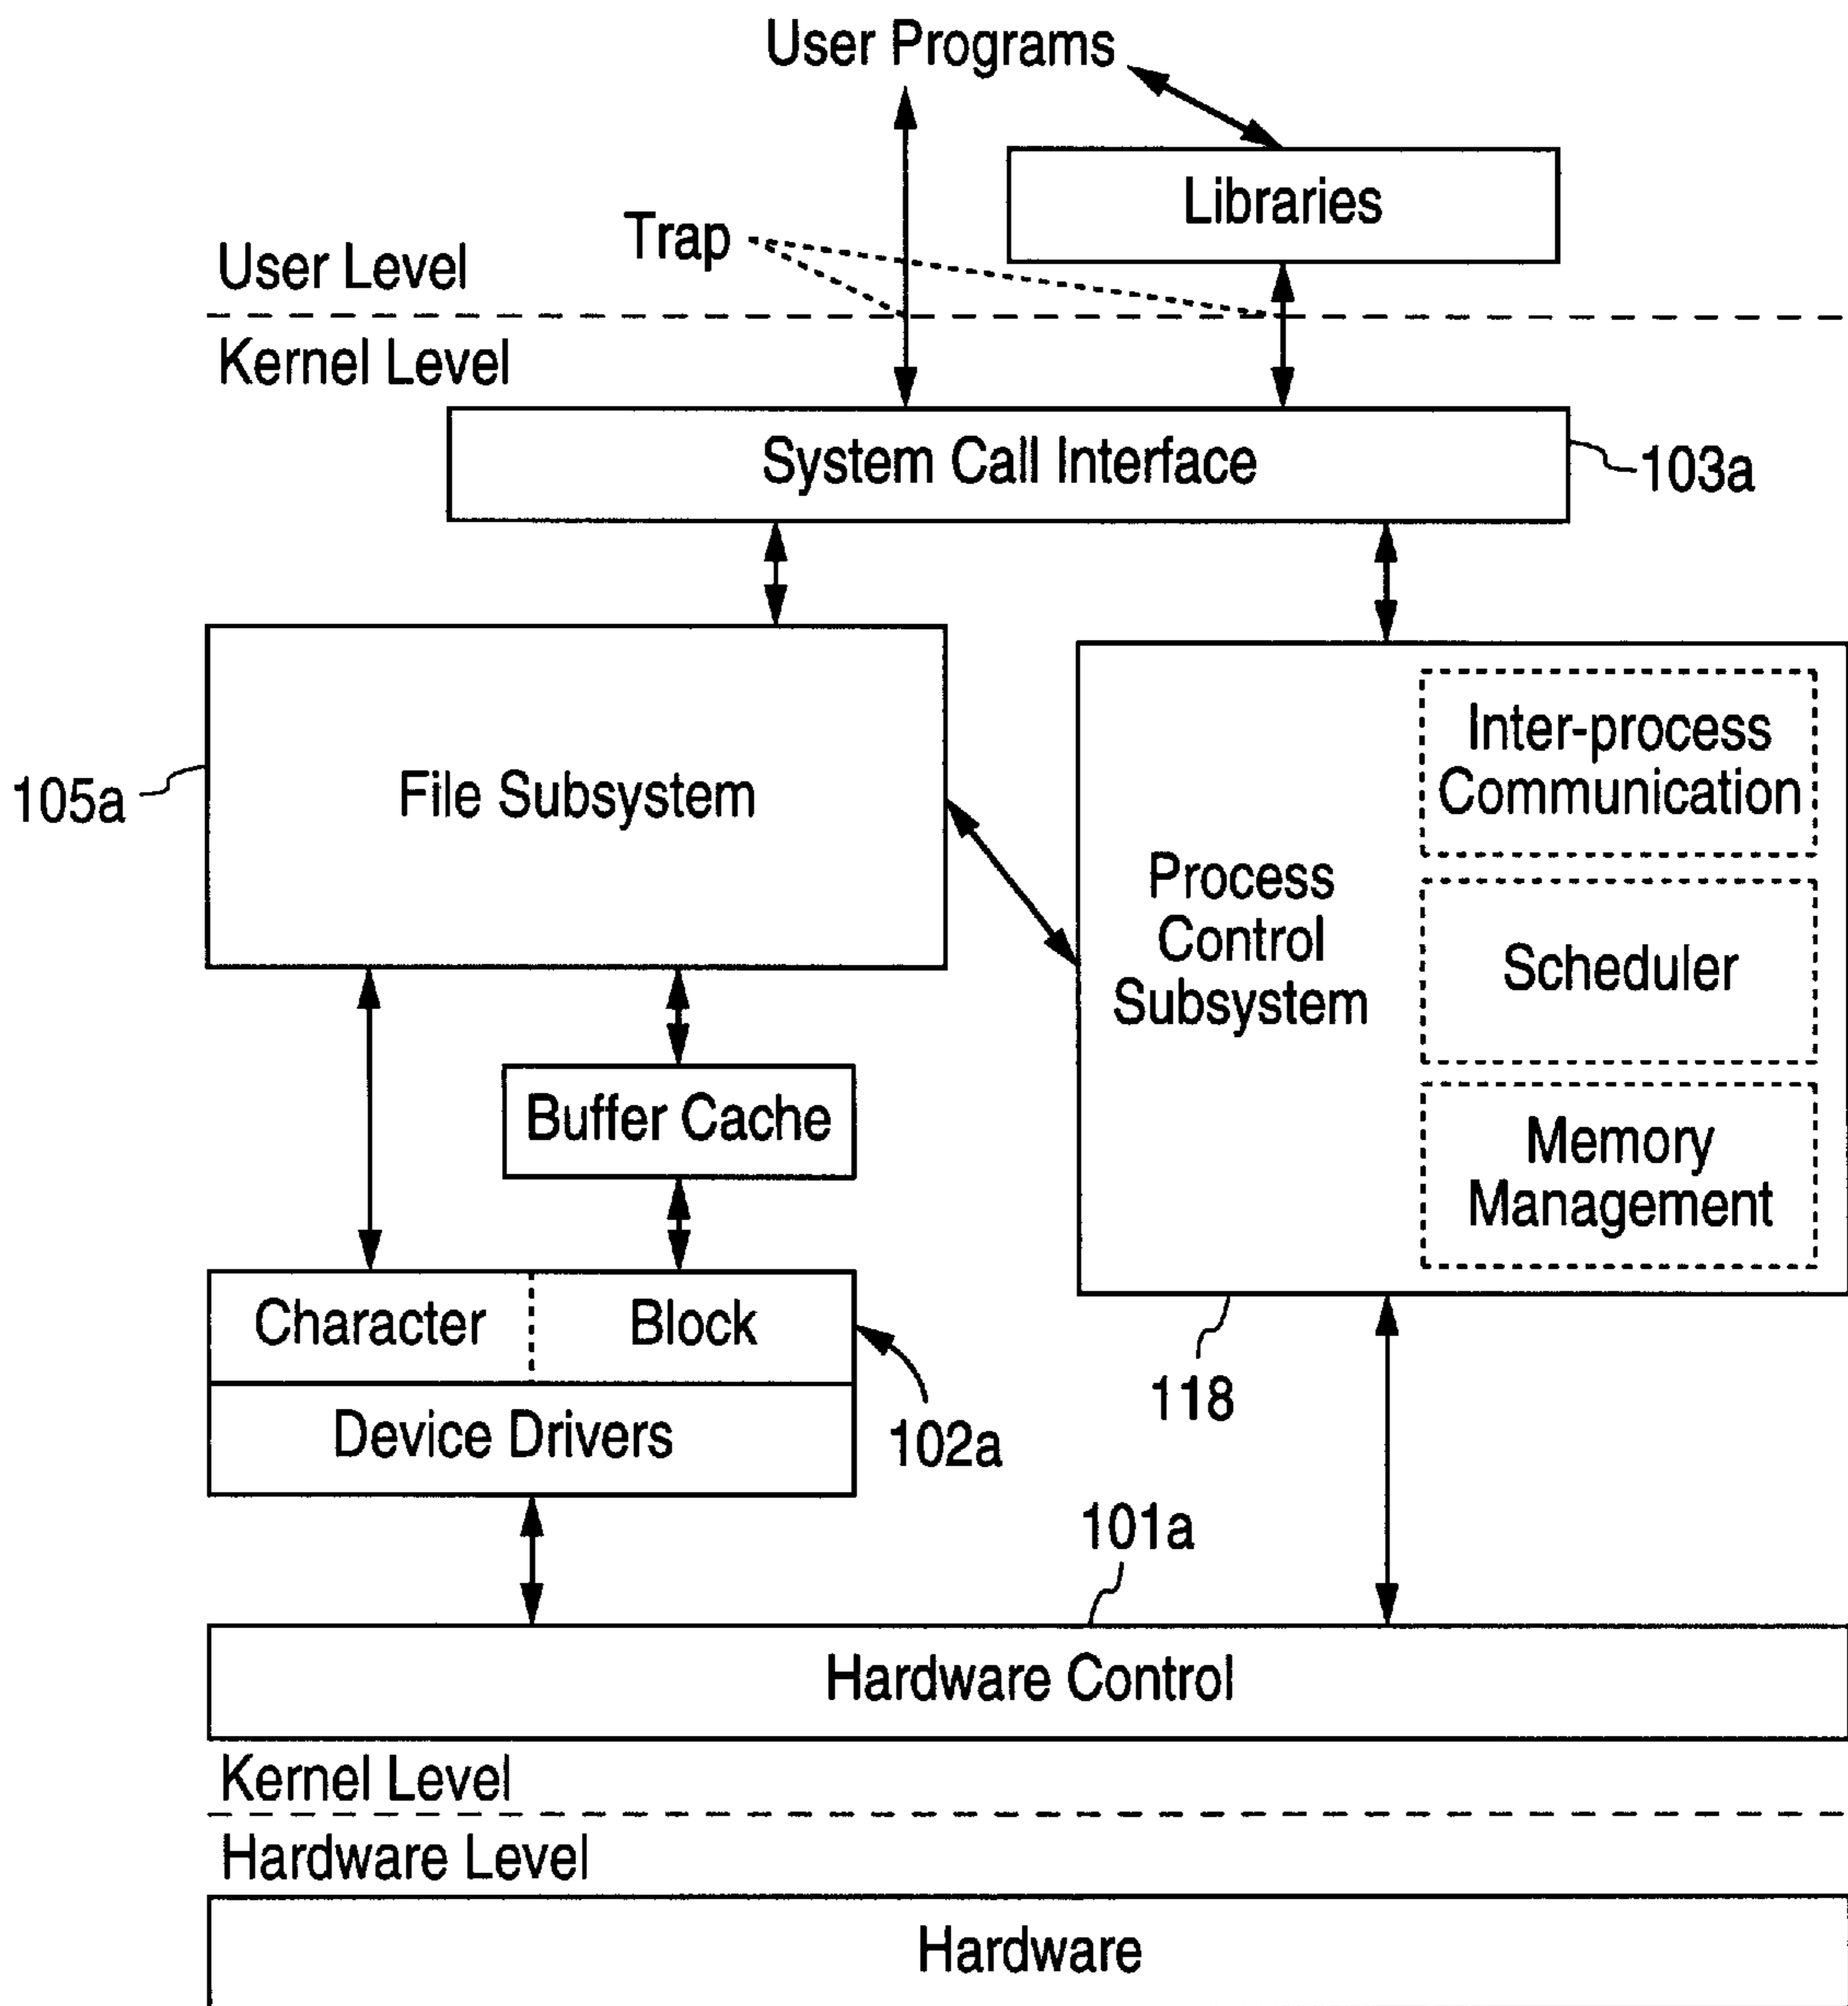 User Programs
Libraries
Trap
User Level
Kernel Level
System Call Interface
103a
File Subsystem
105a
Process
Control
Subsystem
Inter-process
Communication
Scheduler
Memory
Management
Buffer Cache
Character
Block
Device Drivers
102a
118
101a
Hardware Control
Kernel Level
Hardware Level
Hardware